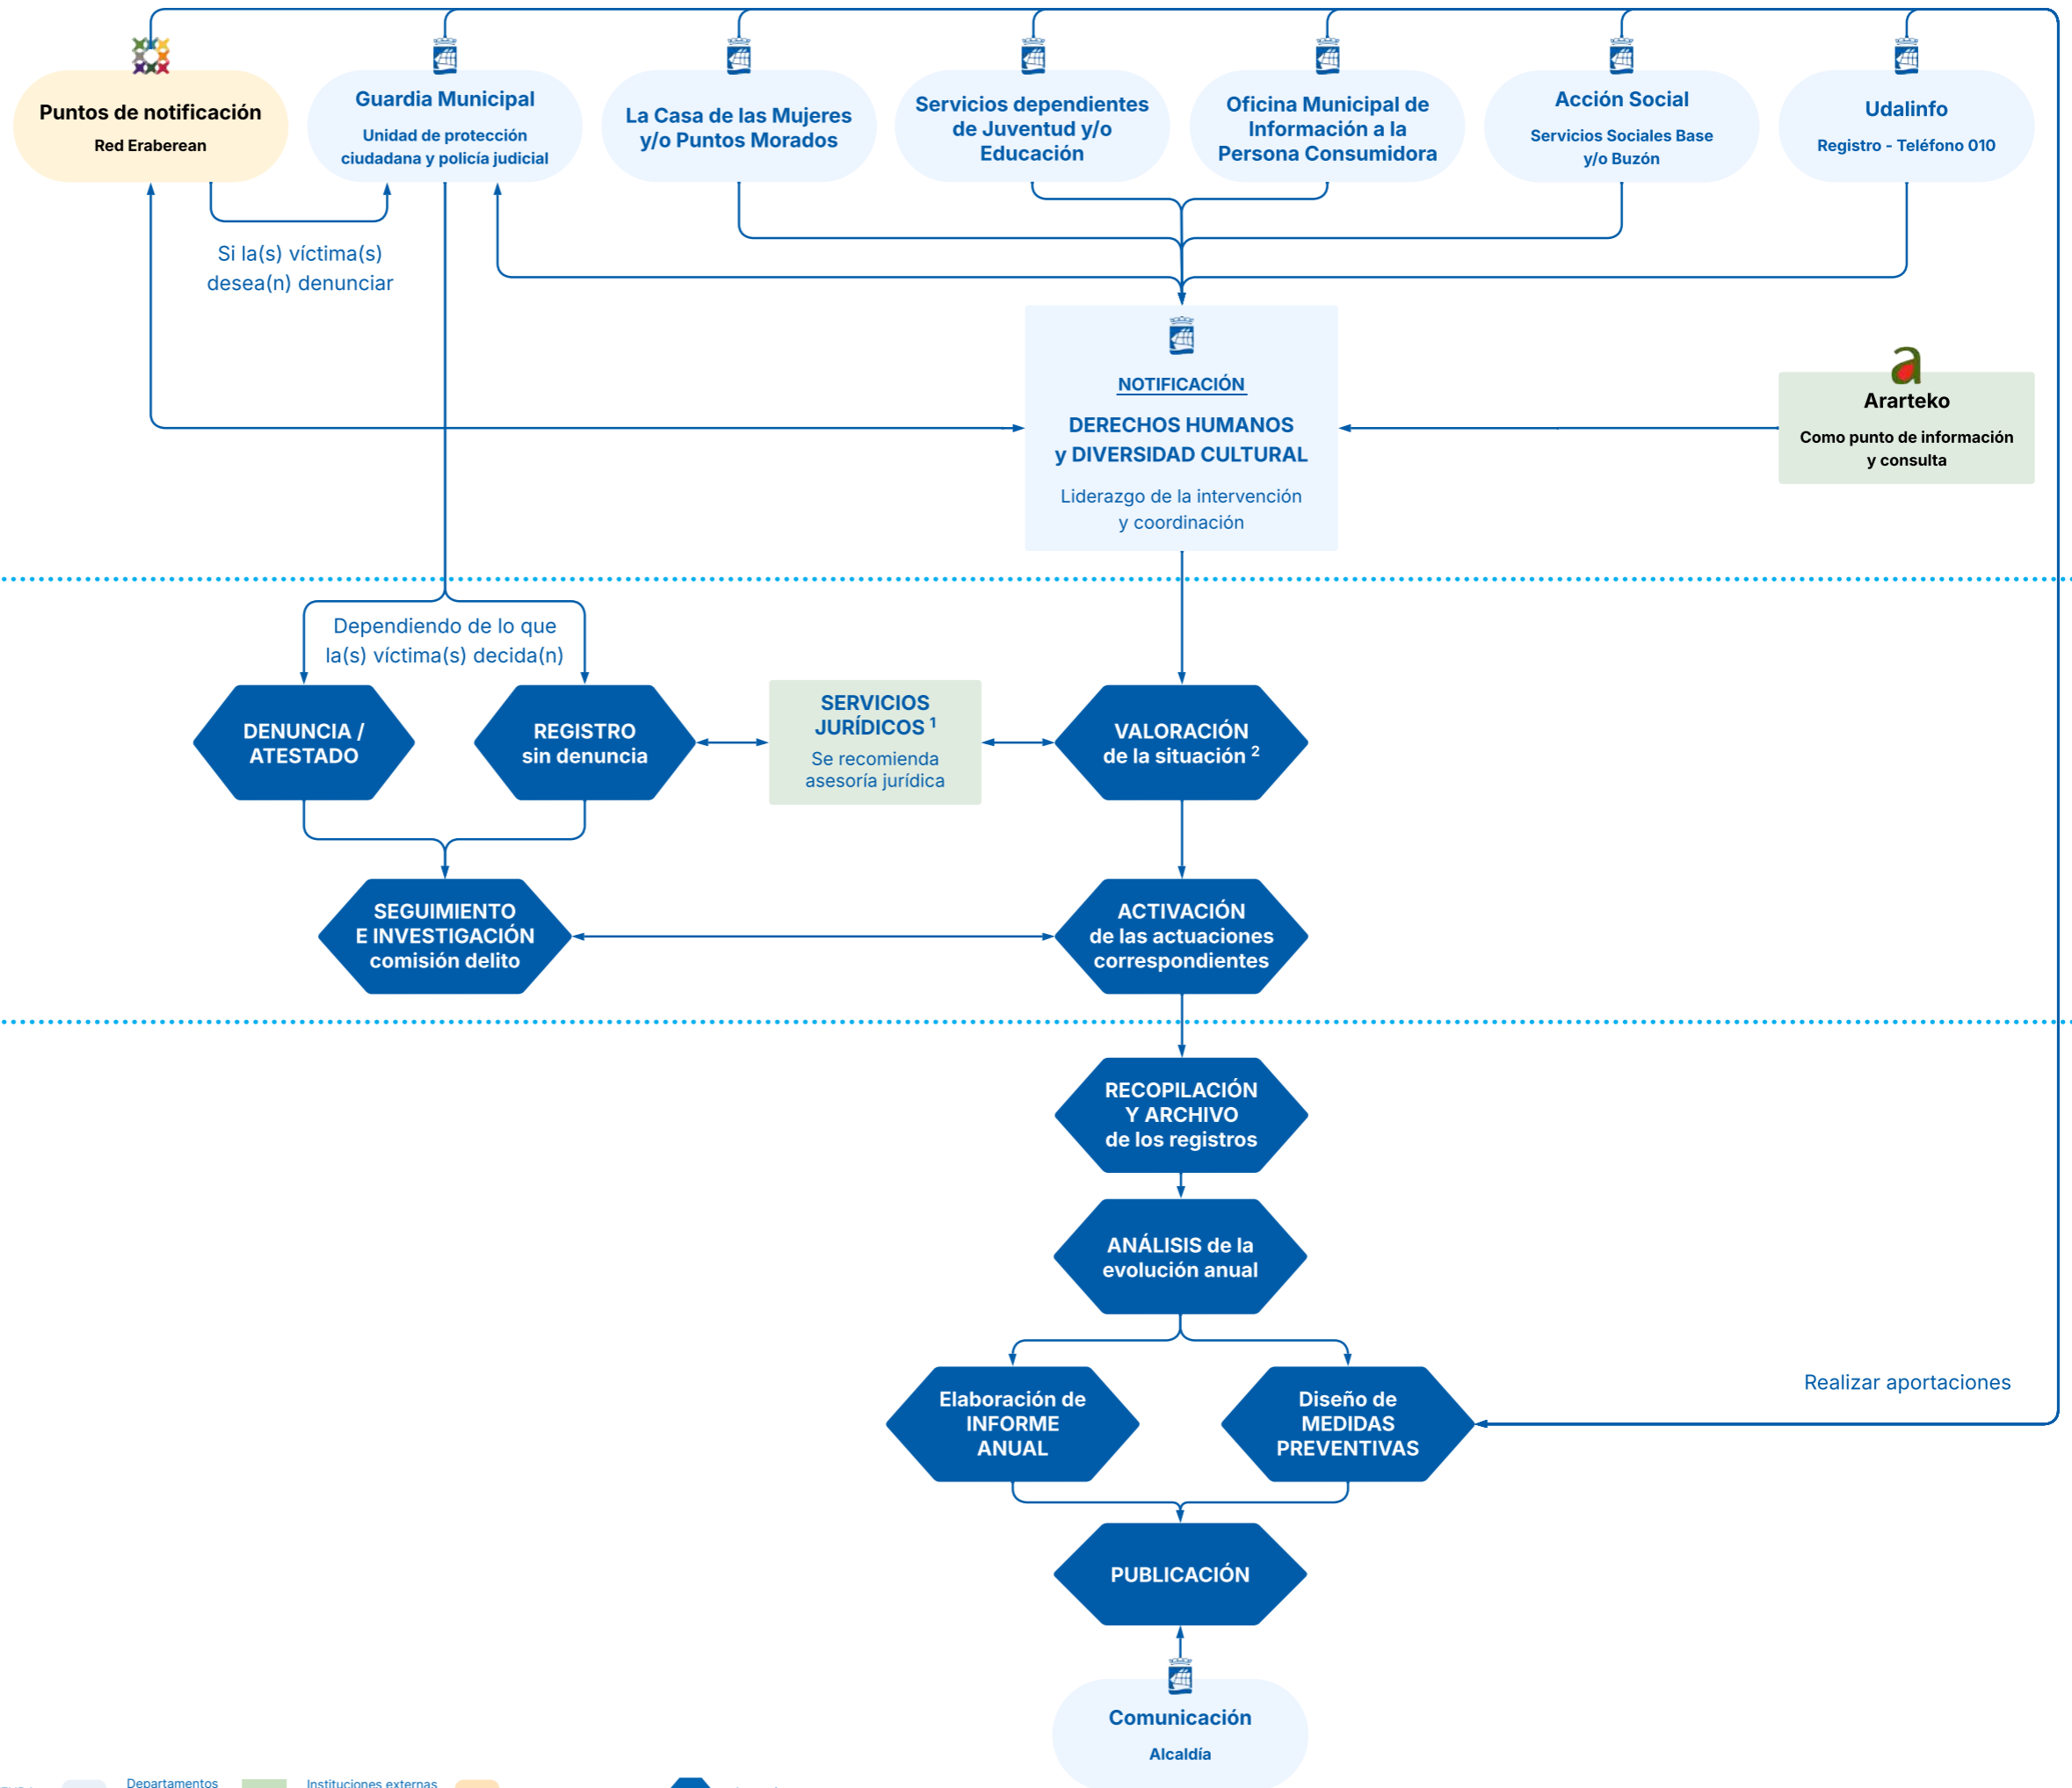 Puntos de notificación
Red Eraberean
Guardia Municipal
Unidad de protección
ciudadana y policía judicial
La Casa de las Mujeres
y/o Puntos Morados
Servicios dependientes
de Juventud y/o
Educación
Oficina Municipal de
Información a la
Persona Consumidora
Acción Social
Servicios Sociales Base
y/o Buzón
Udalinfo
Registro - Teléfono 010
Si la(s) víctima(s)
desea(n) denunciar
NOTIFICACIÓN
DERECHOS HUMANOS
y DIVERSIDAD CULTURAL
Liderazgo de la intervención
y coordinación
a
Ararteko
Como punto de información
y consulta
Dependiendo de lo que
la(s) víctima(s) decida(n)
DENUNCIA /
ATESTADO
REGISTRO
sin denuncia
SERVICIOS
JURÍDICOS ¹
Se recomienda
asesoría jurídica
VALORACIÓN
de la situación ²
SEGUIMIENTO
E INVESTIGACIÓN
comisión delito
ACTIVACIÓN
de las actuaciones
correspondientes
RECOPILACIÓN
Y ARCHIVO
de los registros
ANÁLISIS de la
evolución anual
Elaboración de
INFORME
ANUAL
Diseño de
MEDIDAS
PREVENTIVAS
Realizar aportaciones
PUBLICACIÓN
Comunicación
Alcaldía
Departamentos
Instituciones externas